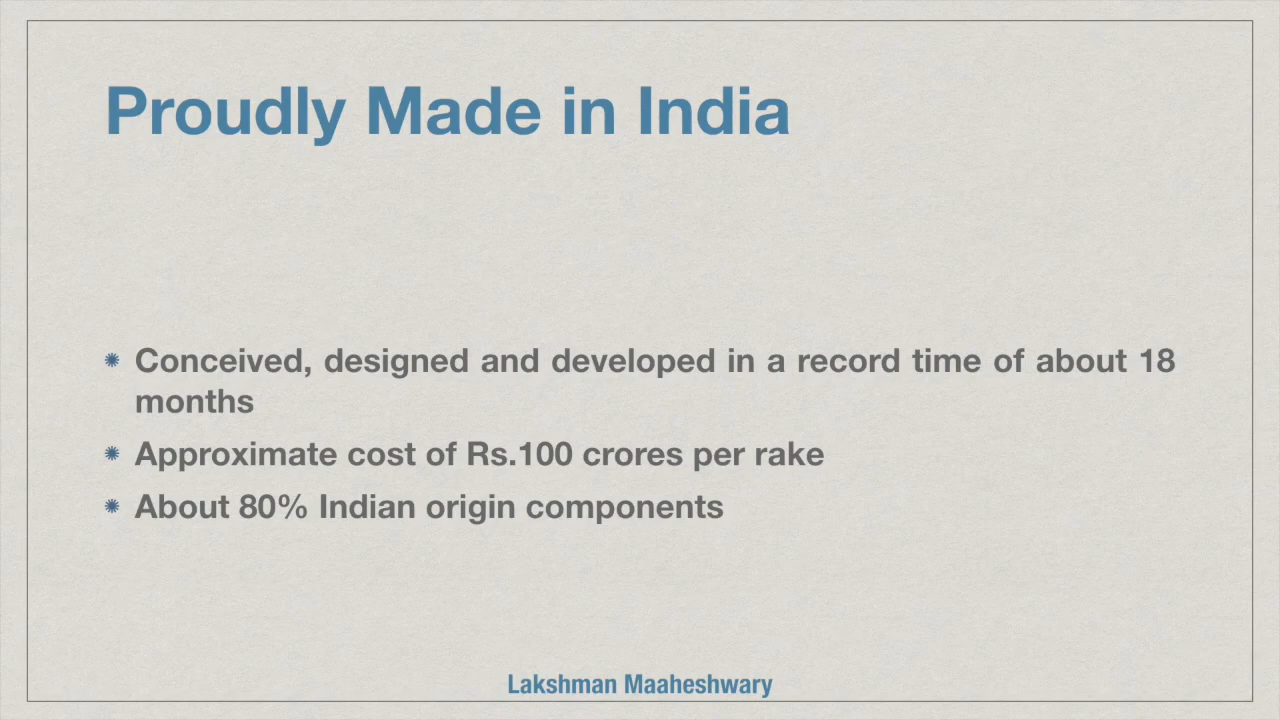 Proudly Made in India
Conceived, designed and developed in a record time of about 18
months
Approximate cost of Rs.100 crores per rake
About 80% Indian origin components
Lakshman Maaheshwary